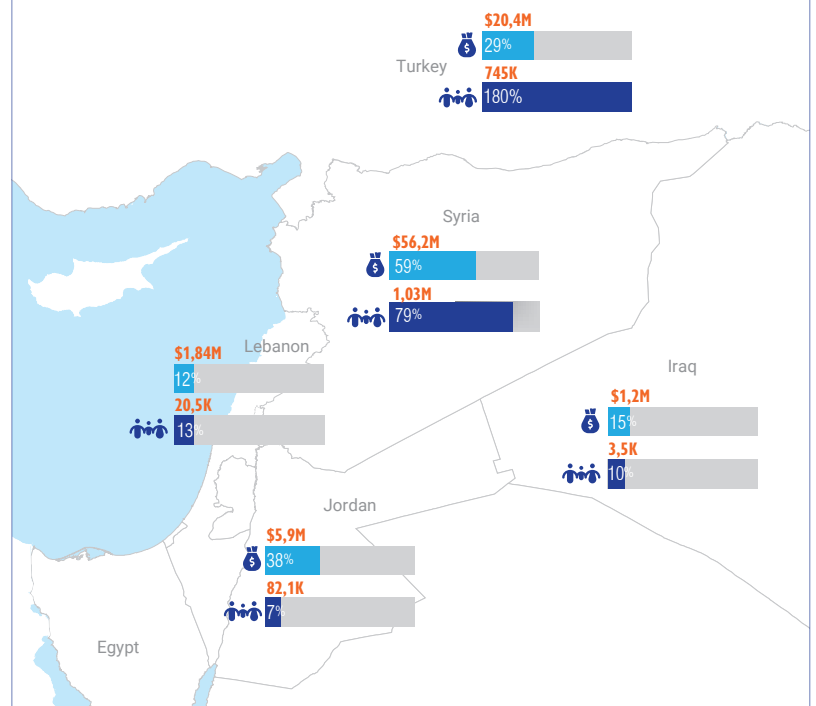 $20,4M
29%
Turkey
745K
180%
Syria
$56,2M
59%
1,03M
79%
Lebanon
$1,84M
12%
20,5K
13%
Iraq
$1,2M
15%
3,5K
10%
Jordan
$5,9M
38%
82,1K
7%
Egypt